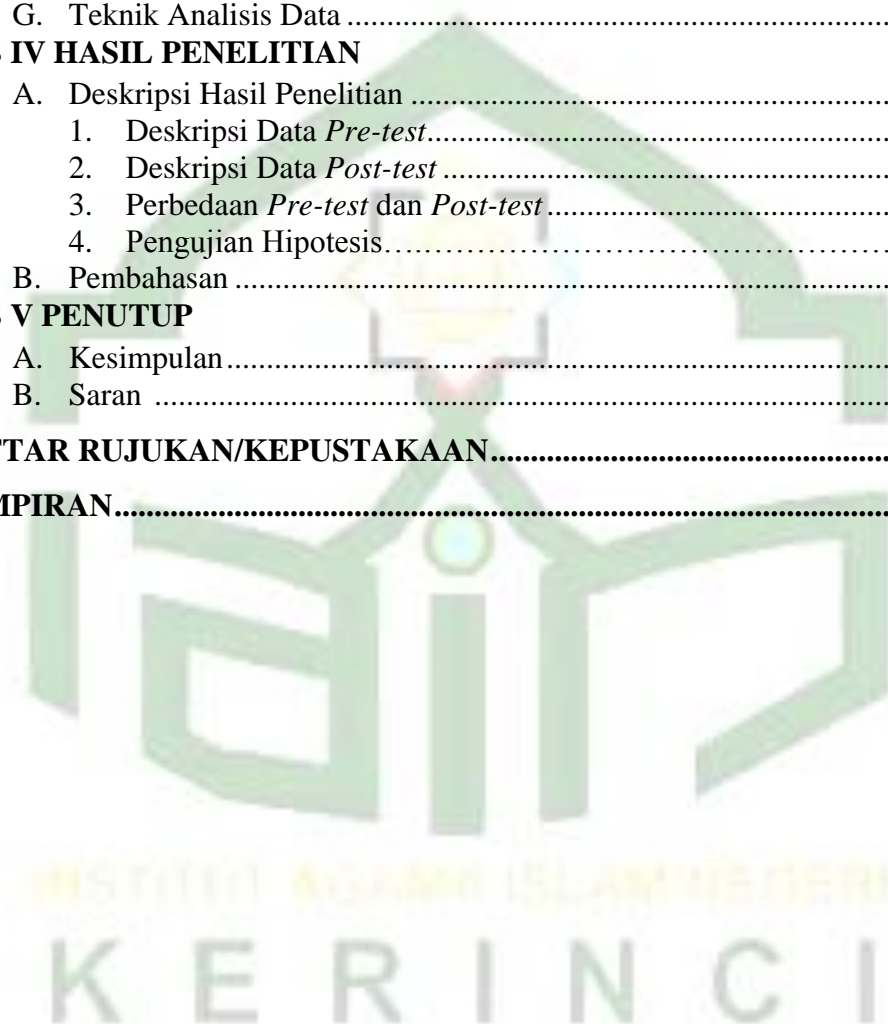 G. Teknik Analisis Data ........................................................................
IV HASIL PENELITIAN
A. Deskripsi Hasil Penelitian ................................................................
1. Deskripsi Data Pre-test..............................................................
2. Deskripsi Data Post-test ............................................................
3. Perbedaan Pre-test dan Post-test ..............................................
4. Pengujian Hipotesis………………………………………………
B. Pembahasan ......................................................................................
V PENUTUP
A. Kesimpulan .......................................................................................
B. Saran ................................................................................................
TAR RUJUKAN/KEPUSTAKAAN....................................................
MPIRAN.................................................................................................
iain
INSTITUT AGAMA ISLAM NEGERI
KERINCI